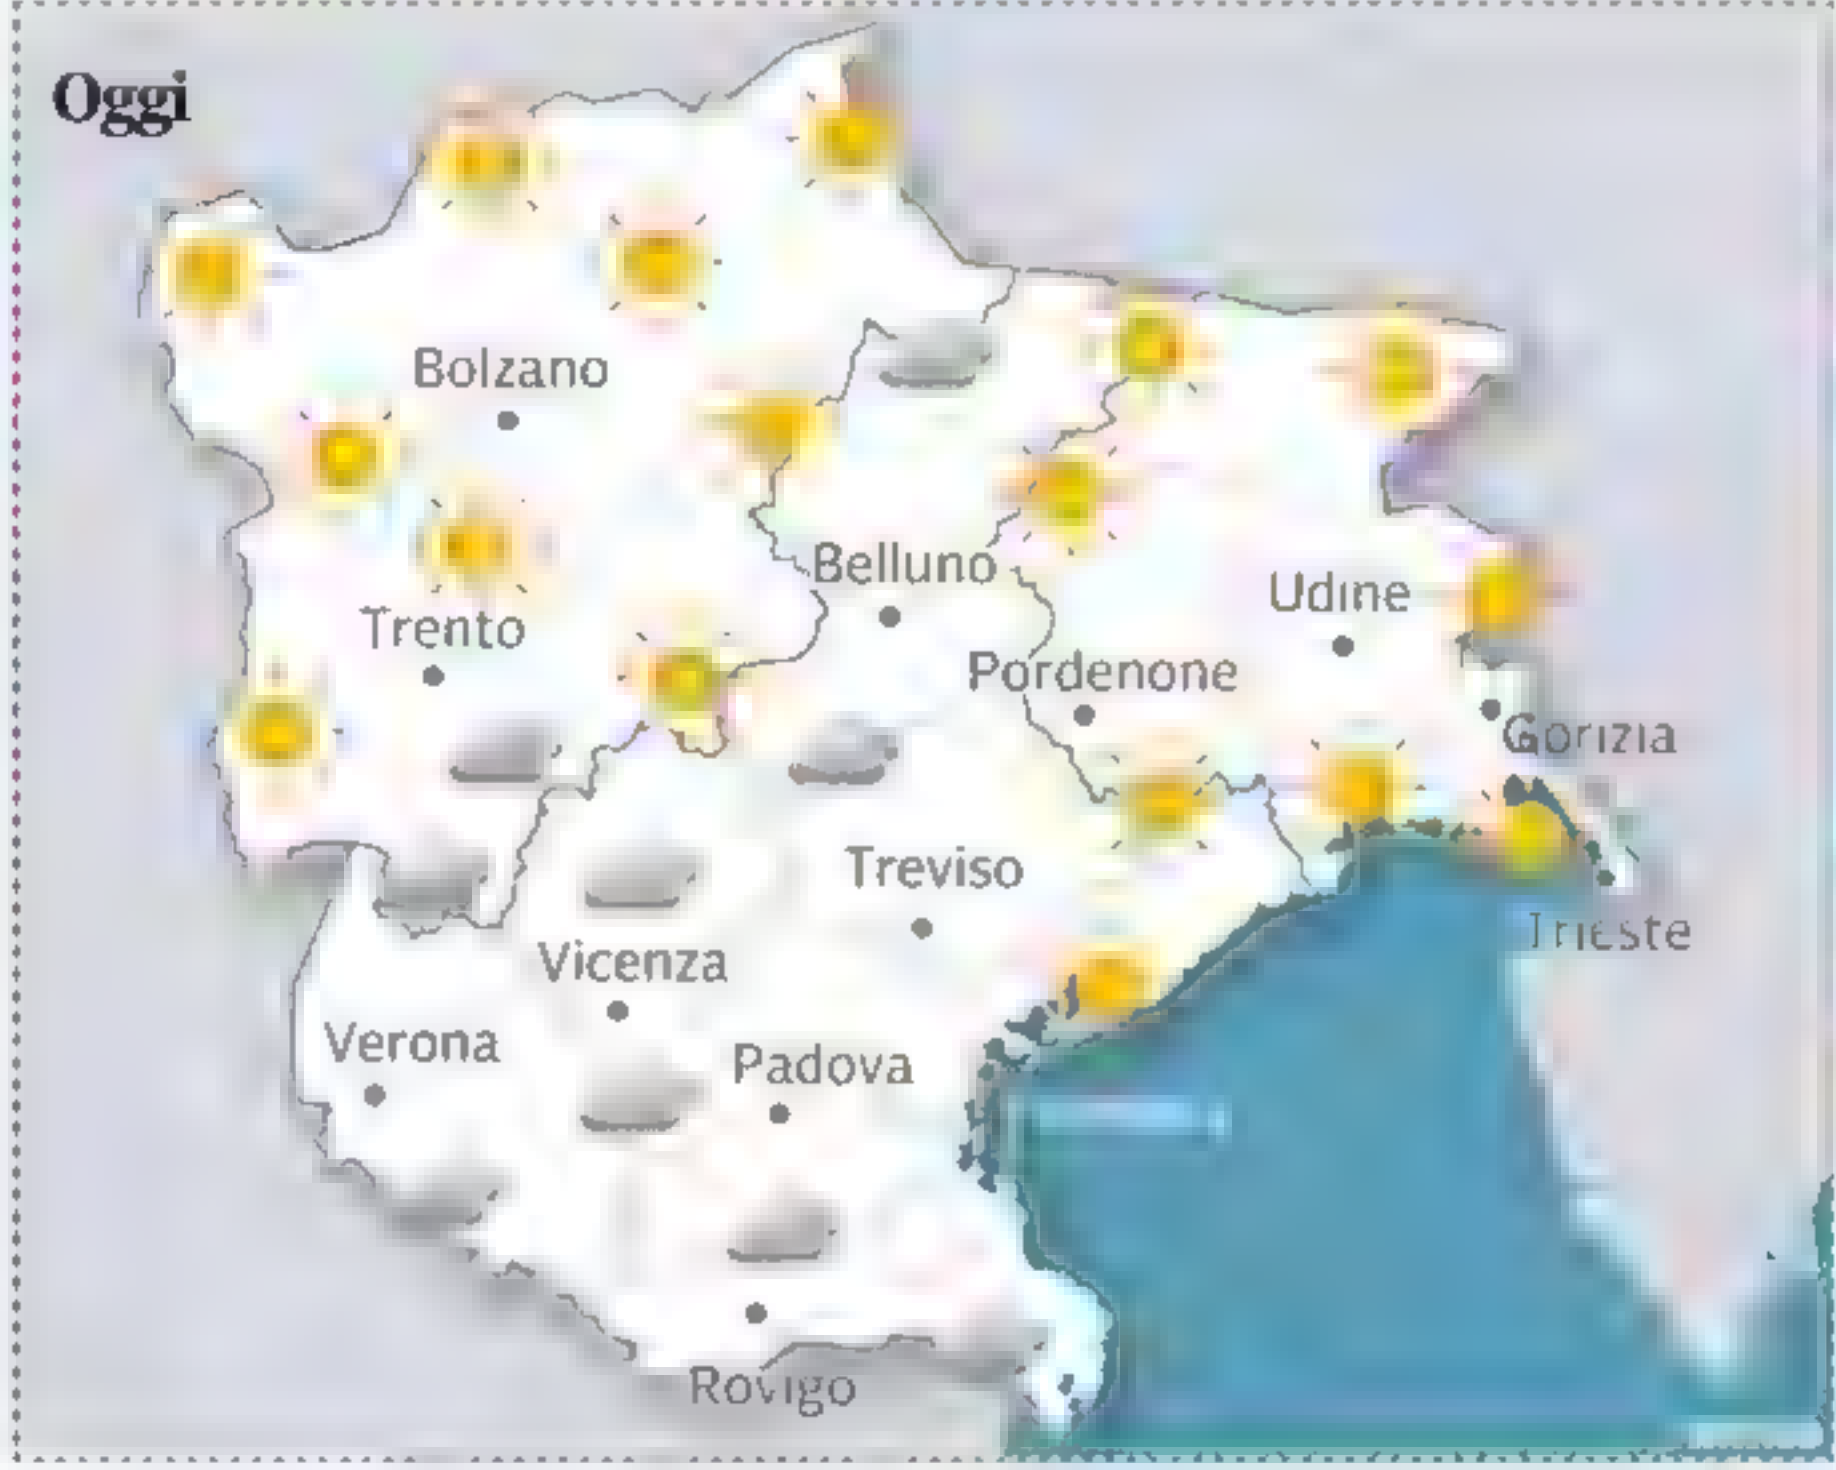 Oggi
Bolzano
Belluno
Udine
Trento
Pordenone
Gorizia
Treviso
Trieste
Vicenza
Verona
Padova
Rovigo